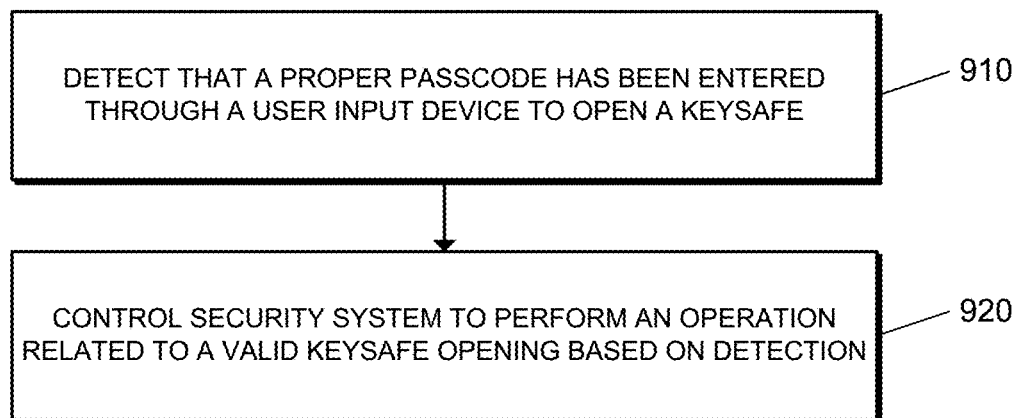 DETECT THAT A PROPER PASSCODE HAS BEEN ENTERED
THROUGH A USER INPUT DEVICE TO OPEN A KEYSAFE
910
CONTROL SECURITY SYSTEM TO PERFORM AN OPERATION
RELATED TO A VALID KEYSAFE OPENING BASED ON DETECTION
920